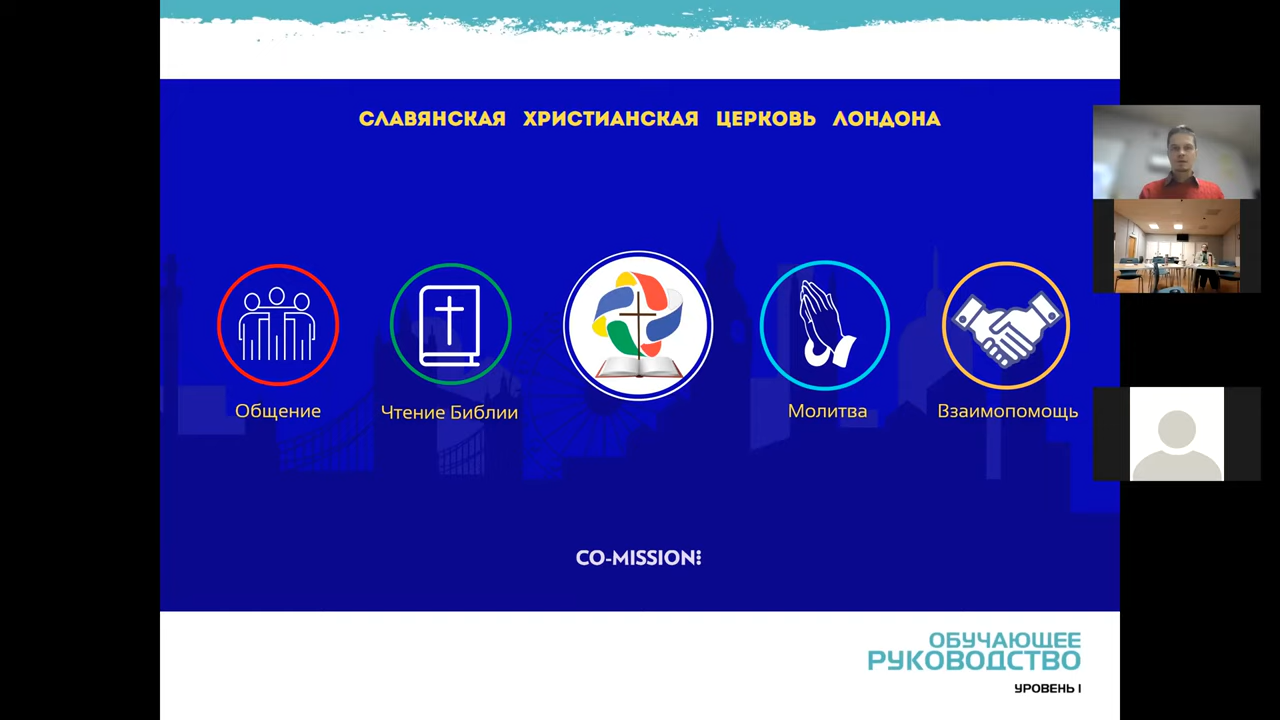 СЛАВЯНСКАЯ ХРИСТИАНСКАЯ ЦЕРКОВЬ ЛОНДОНА
Общение
Чтение Библии
Молитва
Взаимопомощь
CO-MISSION
ОБУЧАЮЩЕЕ
РУКОВОДСТВО
УРОВЕНЬ I